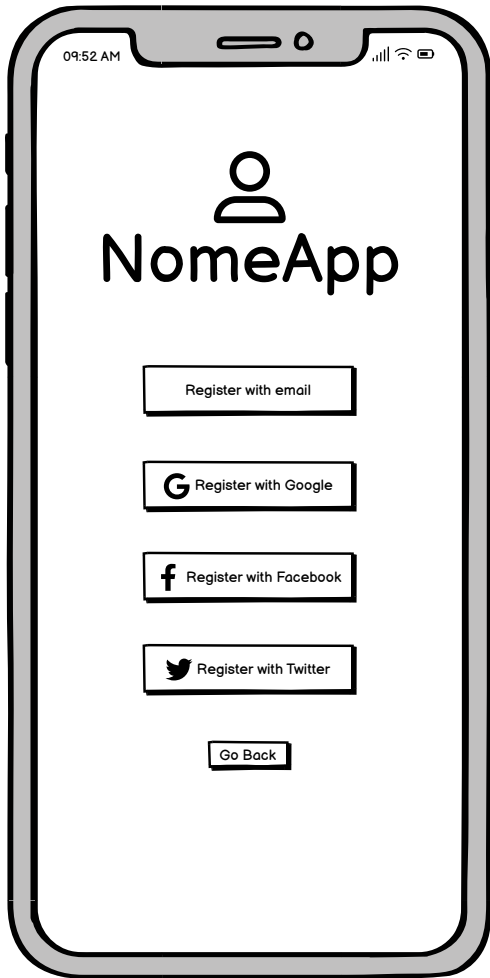 09:52 AM
NomeApp
Register with email
Register with Google
Register with Facebook
Register with Twitter
Go Back